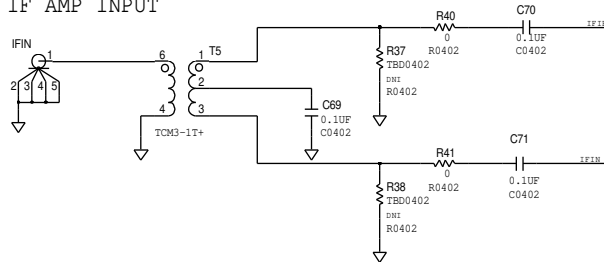 IF AMP INPUT
IFIN
1
2 3 4 5
6
4
T5
1
2
3
TCM3-1T+
C69
0.1UF
C0402
R37
TBD0402
DNI
R0402
R40
0
R0402
C70
0.1UF
C0402
R38
TBD0402
DNI
R0402
R41
0
R0402
C71
0.1UF
C0402
IFIN